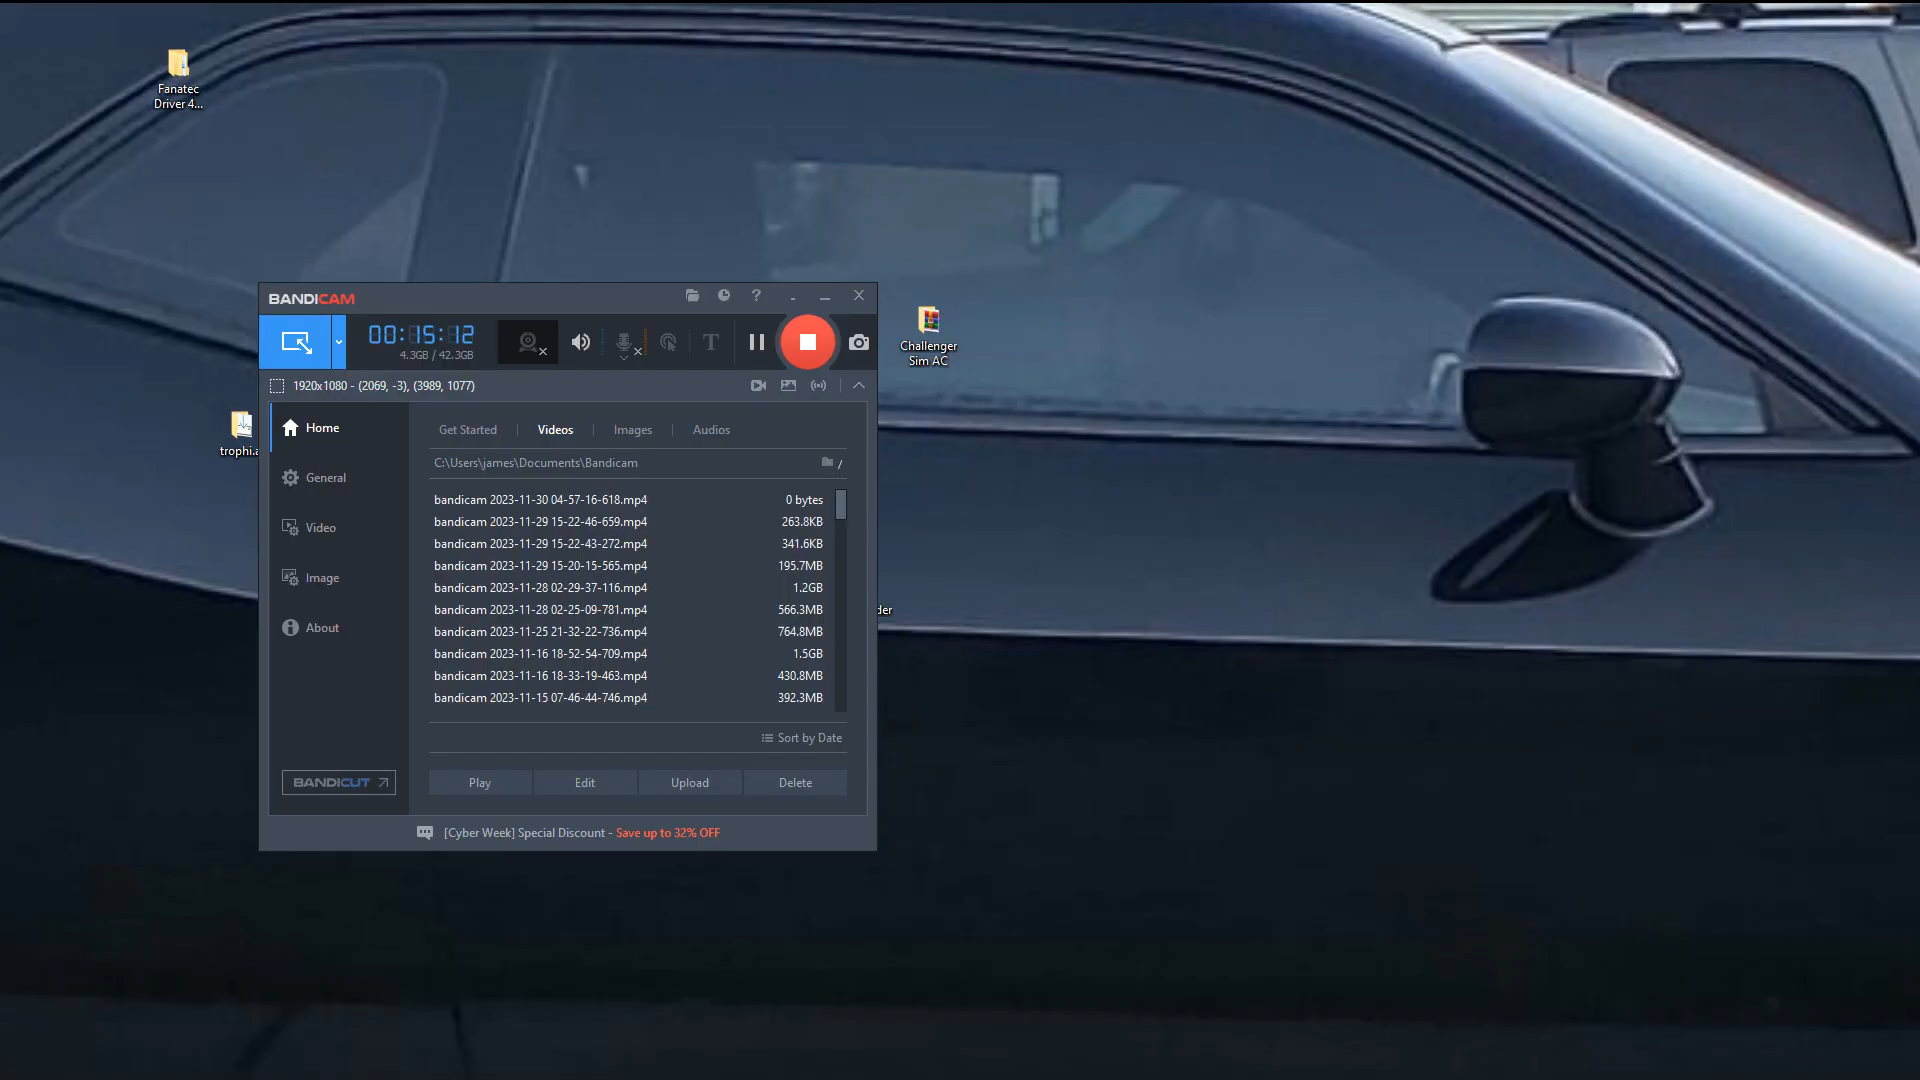 Fanatec
Driver 4...
BANDICAM
?
00:15:12
4.3GB / 42.3GB
T
1920x1080 - (2069, -3), (3989, 1077)
Challenger
Sim AC
trophi.a
Home
General
Video
Image
About
BANDICUT
Get Started
Videos
Images
Audios
C:\Users\james\Documents\Bandicam
/
bandicam 2023-11-30 04-57-16-618.mp4 0 bytes
bandicam 2023-11-29 15-22-46-659.mp4 263.8KB
bandicam 2023-11-29 15-22-43-272.mp4 341.6KB
bandicam 2023-11-29 15-20-15-565.mp4 195.7MB
bandicam 2023-11-28 02-29-37-116.mp4 1.2GB
bandicam 2023-11-28 02-25-09-781.mp4 566.3MB
bandicam 2023-11-25 21-32-22-736.mp4 764.8MB
bandicam 2023-11-16 18-52-54-709.mp4 1.5GB
bandicam 2023-11-16 18-33-19-463.mp4 430.8MB
bandicam 2023-11-15 07-46-44-746.mp4 392.3MB
der
Sort by Date
Play
Edit
Upload
Delete
[Cyber Week] Special Discount - Save up to 32% OFF